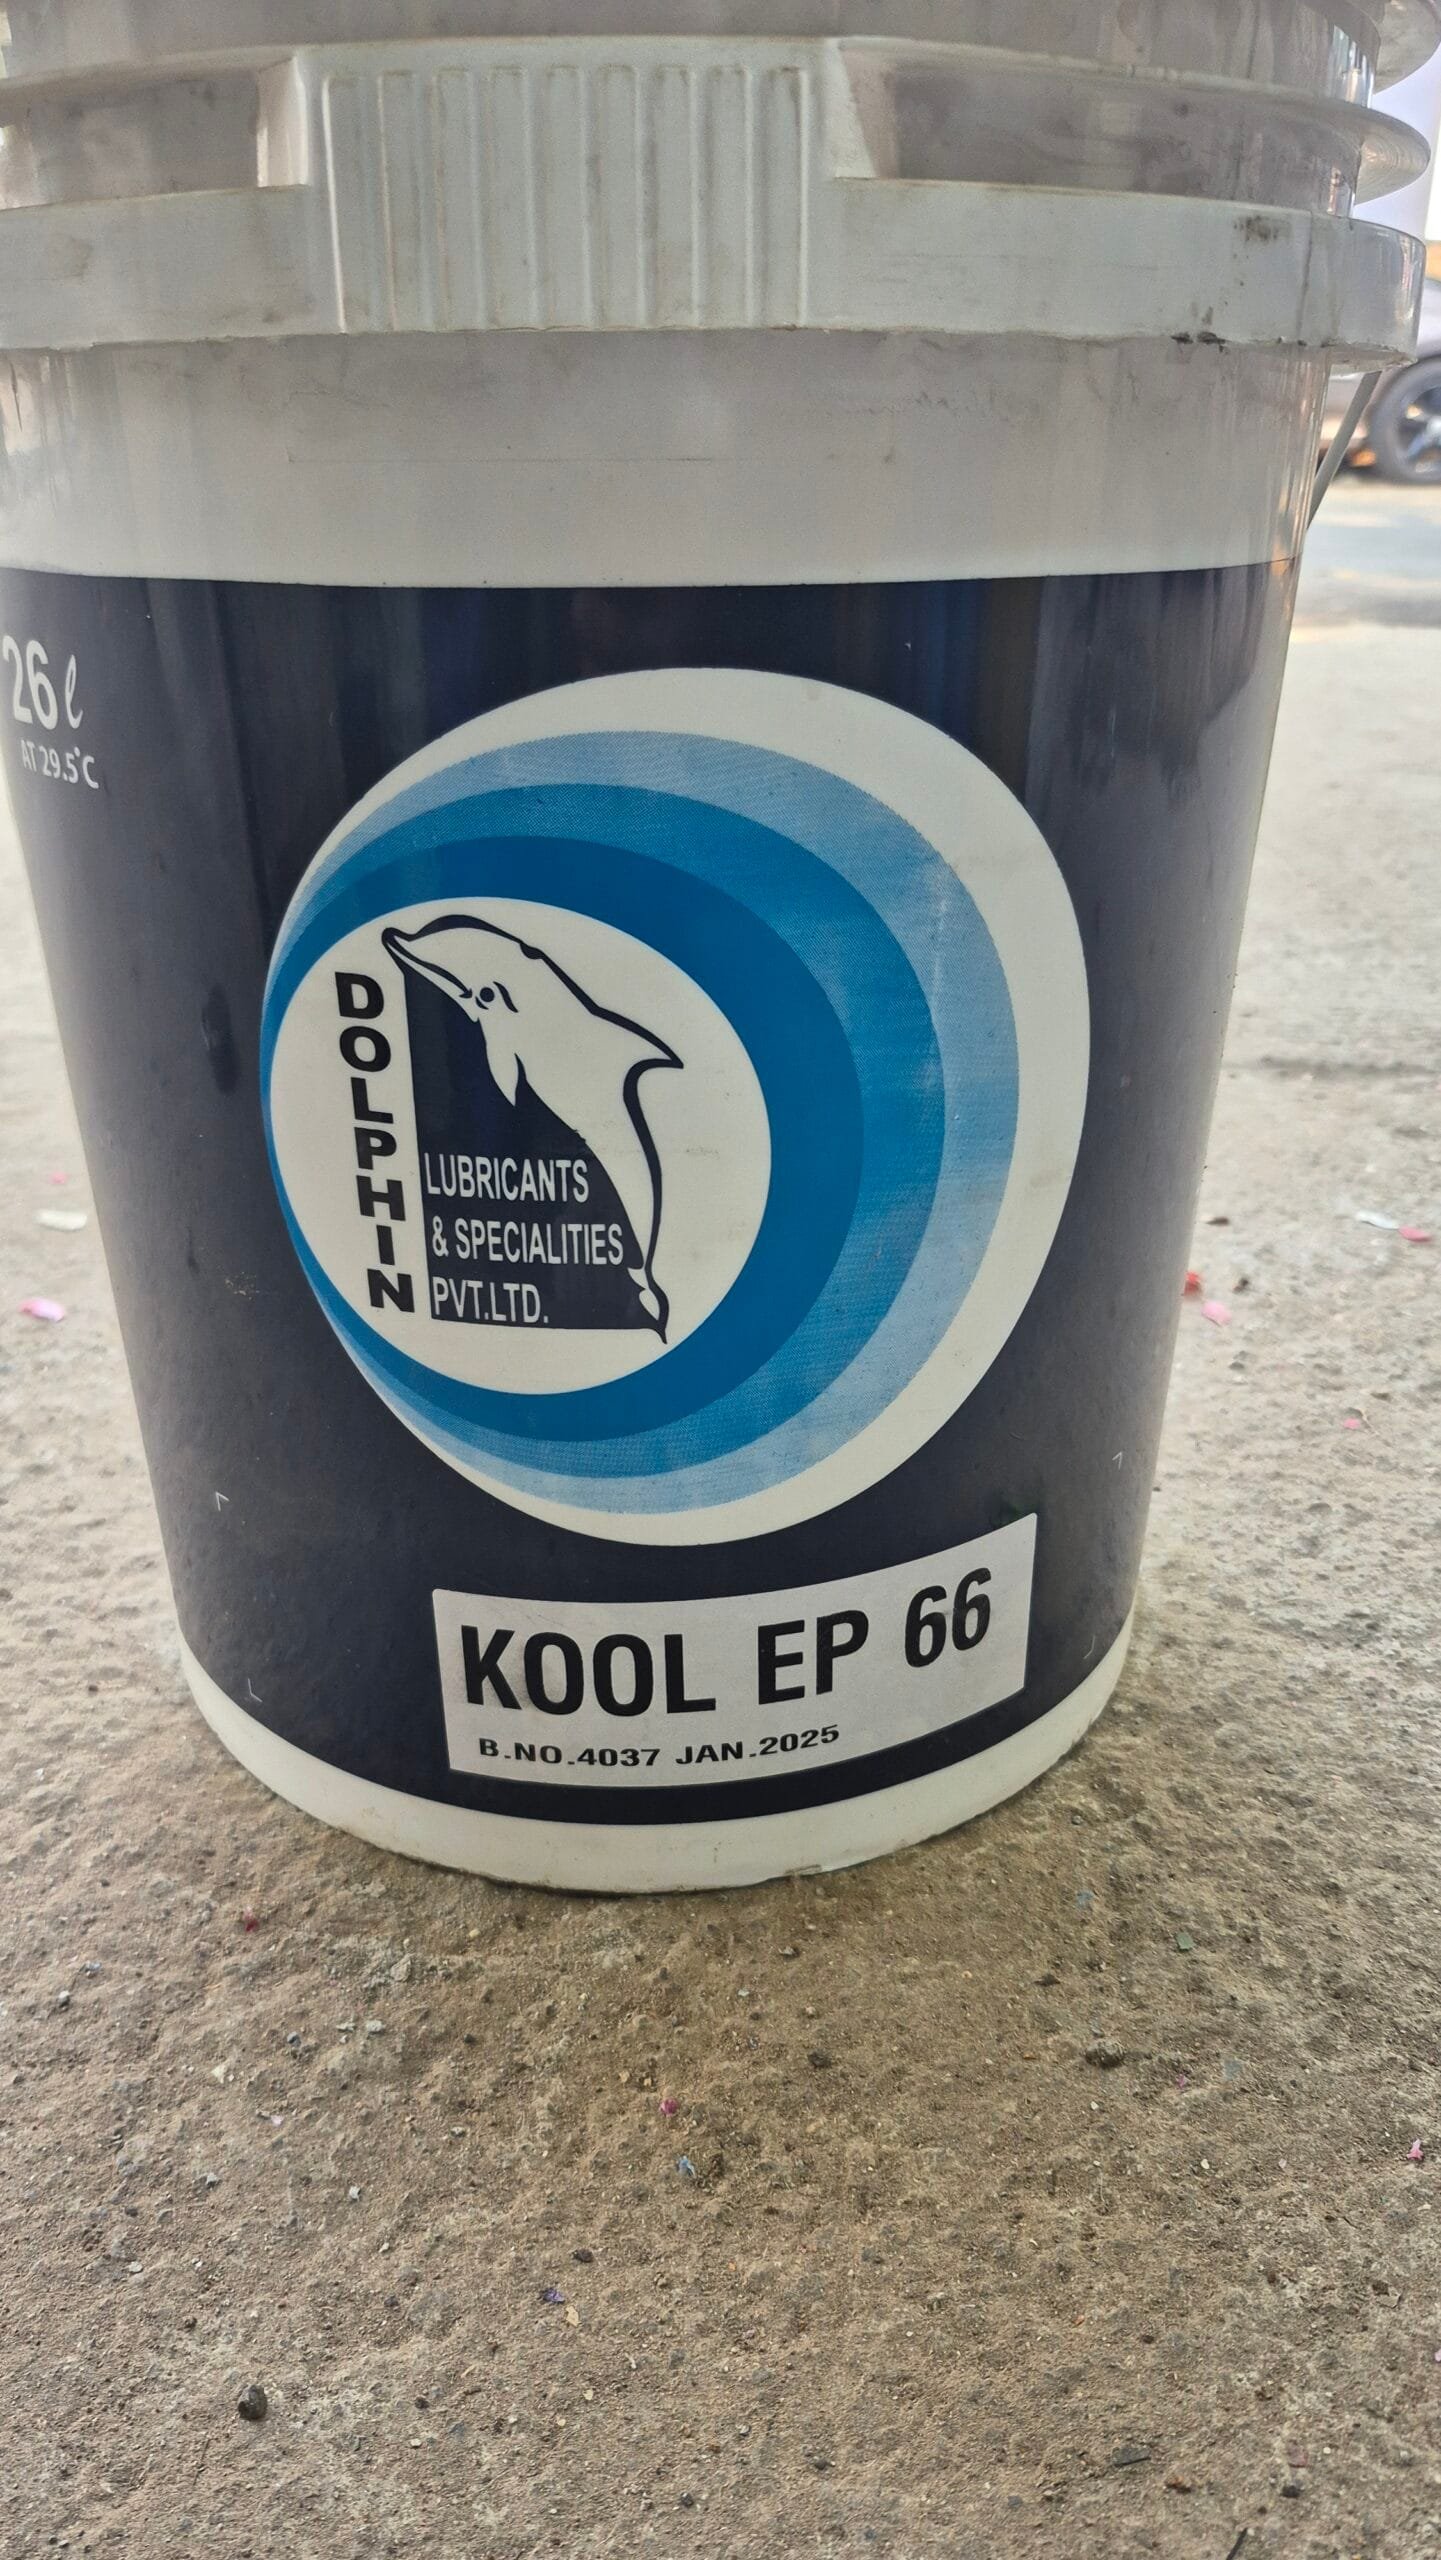 26 ℓ
AT 29.5°C
DOLPHIN
LUBRICANTS
& SPECIALITIES
PVT.LTD.
KOOL EP 66
B.NO.4037 JAN.2025